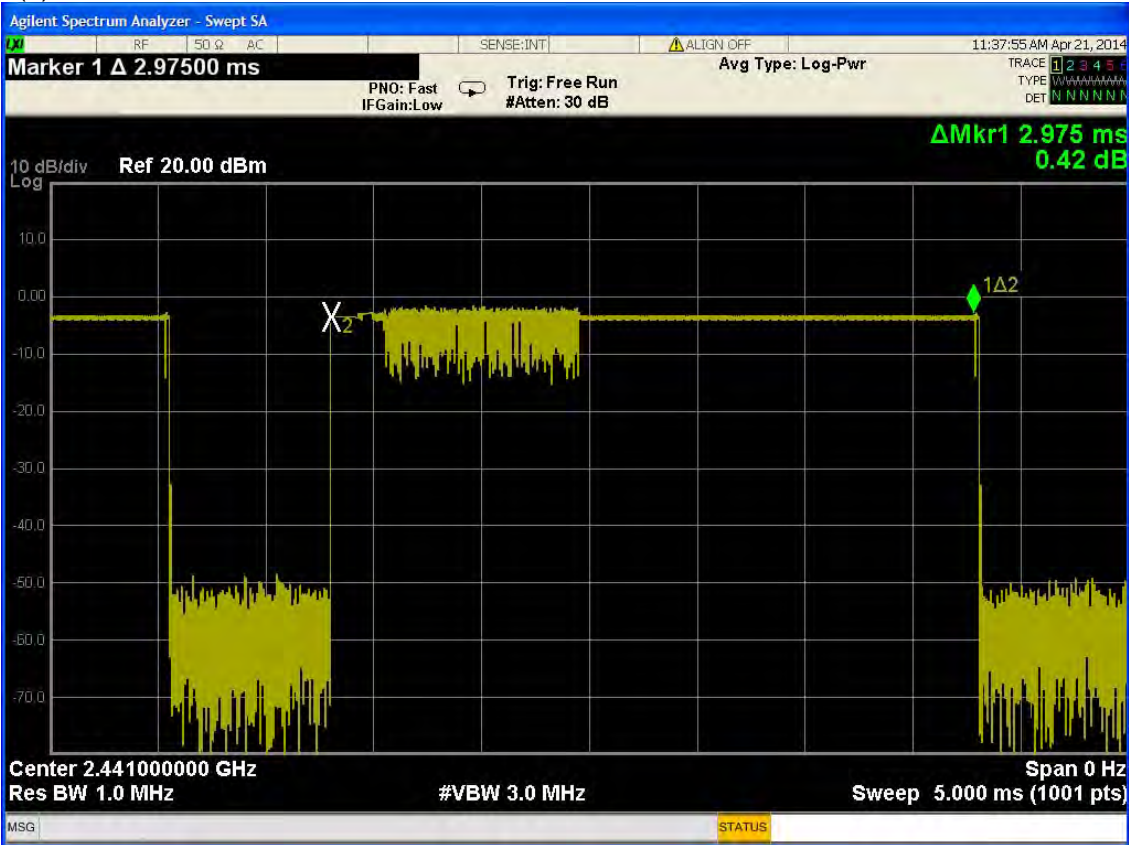 Agilent Spectrum Analyzer - Swept SA
LXI RF 50 Ω AC SENSE:INT ALIGN OFF 11:37:55 AM Apr 21, 2014
Marker 1 Δ 2.97500 ms
PNO: Fast
IFGain:Low
Trig: Free Run
#Atten: 30 dB
Avg Type: Log-Pwr
TRACE 1 2 3 4 5 6
TYPE
DET N N N N N N
ΔMkr1 2.975 ms
0.42 dB
10 dB/div Ref 20.00 dBm
Log
10.0
0.00
1Δ2
X2
-10.0
-20.0
-30.0
-40.0
-50.0
-60.0
-70.0
Center 2.441000000 GHz Span 0 Hz
Res BW 1.0 MHz #VBW 3.0 MHz Sweep 5.000 ms (1001 pts)
MSG STATUS